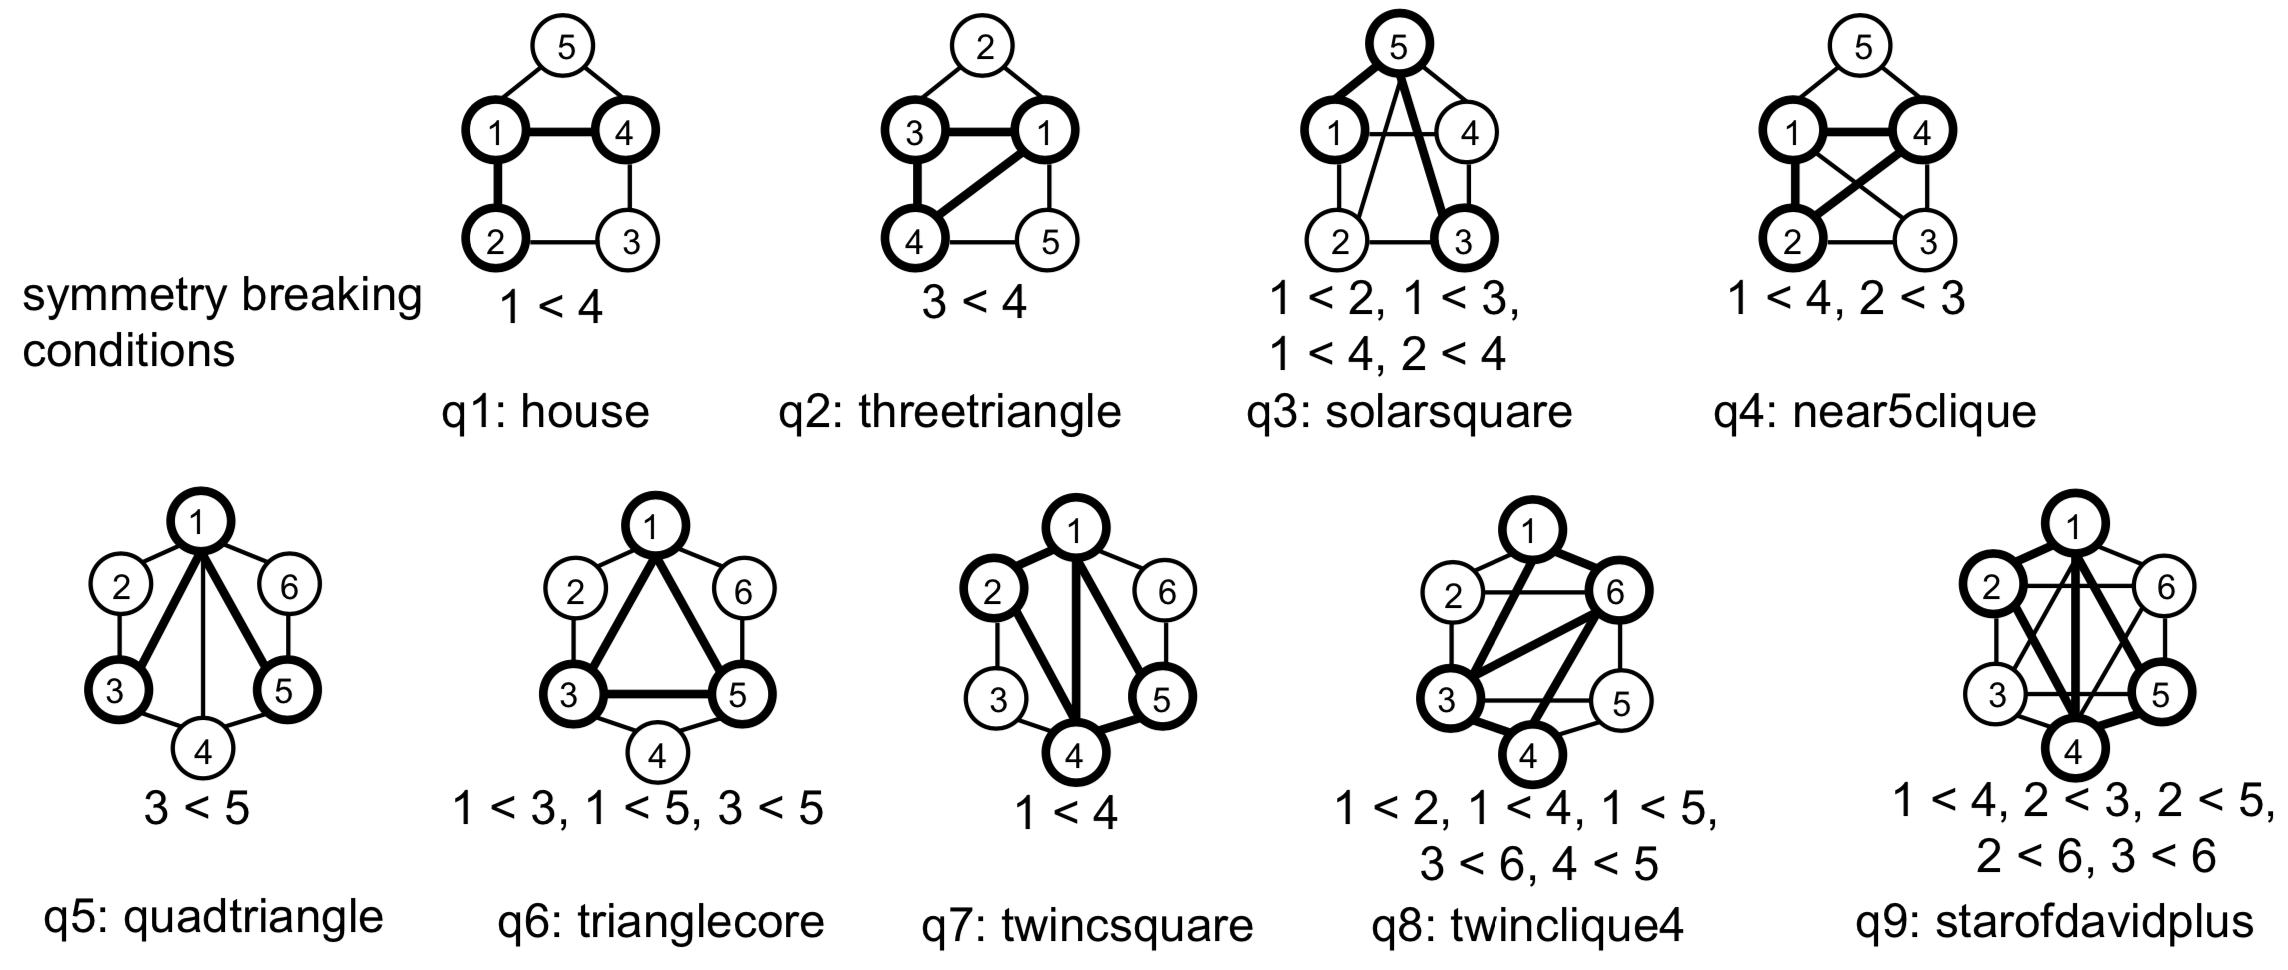 5
2
5
5
1 4
3 1
1 4
1 4
2 3
4 5
2 3
2 3
symmetry breaking
conditions
1 < 4
3 < 4
1 < 2, 1 < 3,
1 < 4, 2 < 4
1 < 4, 2 < 3
q1: house
q2: threetriangle
q3: solarsquare
q4: near5clique
1
1
1
1
1
2 6
2 6
2 6
2 6
2 6
3 5
3 5
3 5
3 5
3 5
4
4
4
4
4
3 < 5
1 < 3, 1 < 5, 3 < 5
1 < 4
1 < 2, 1 < 4, 1 < 5,
3 < 6, 4 < 5
1 < 4, 2 < 3, 2 < 5,
2 < 6, 3 < 6
q5: quadtriangle
q6: trianglecore
q7: twincsquare
q8: twinclique4
q9: starofdavidplus